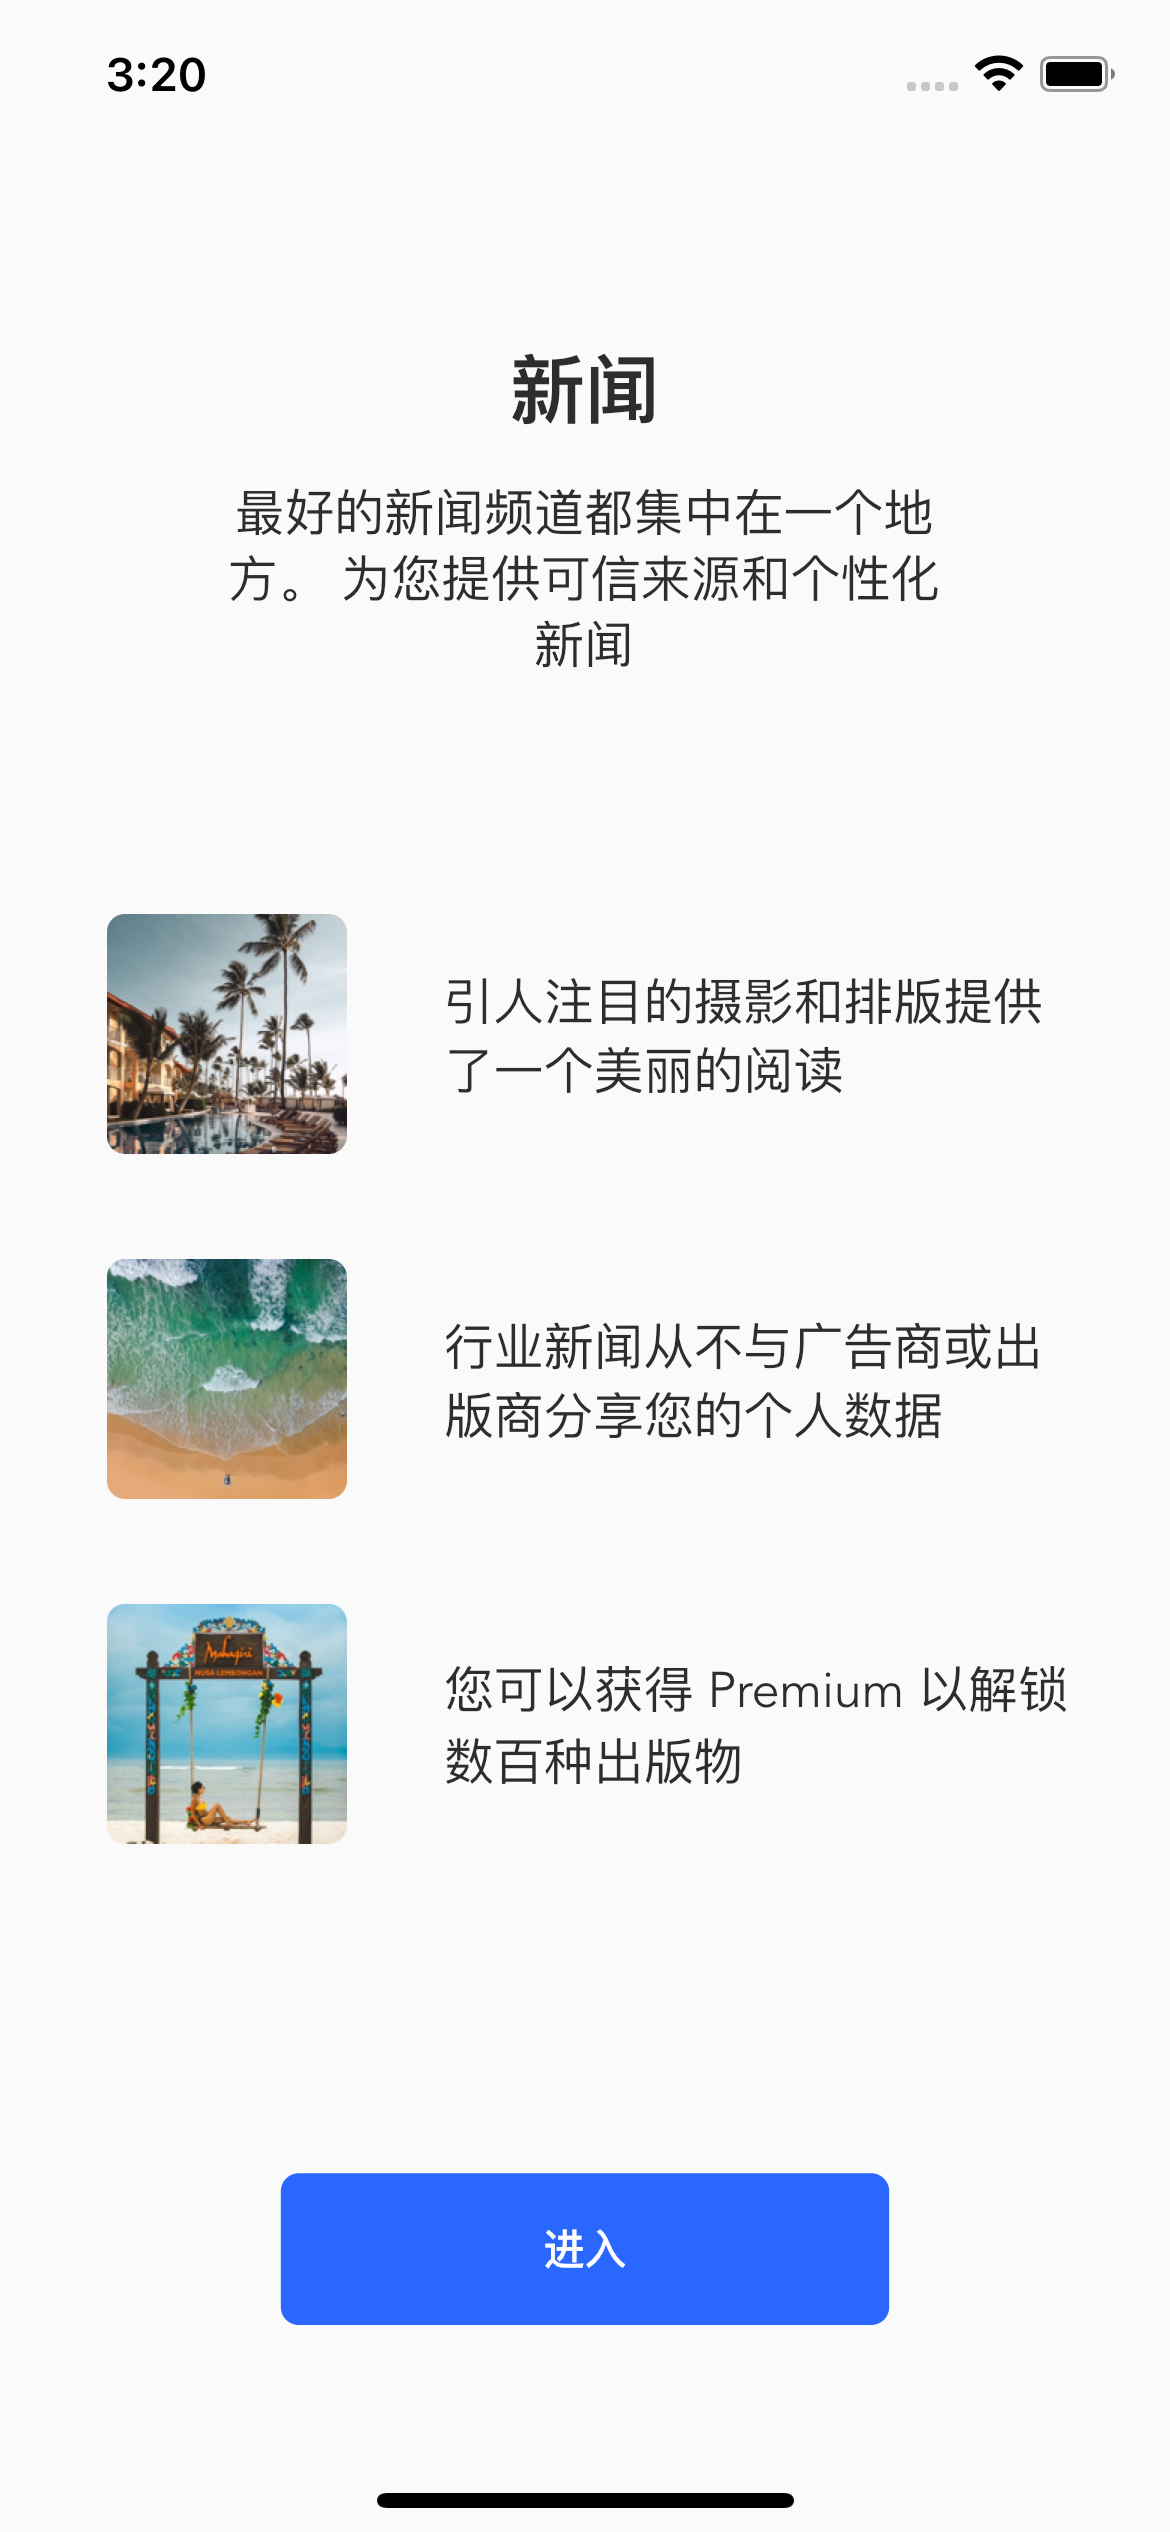 3:20
新闻
最好的新闻频道都集中在一个地
方。 为您提供可信来源和个性化
新闻
引人注目的摄影和排版提供
了一个美丽的阅读
行业新闻从不与广告商或出
版商分享您的个人数据
Mahagiri
NUSA LEMBONGAN
您可以获得 Premium 以解锁
数百种出版物
进入